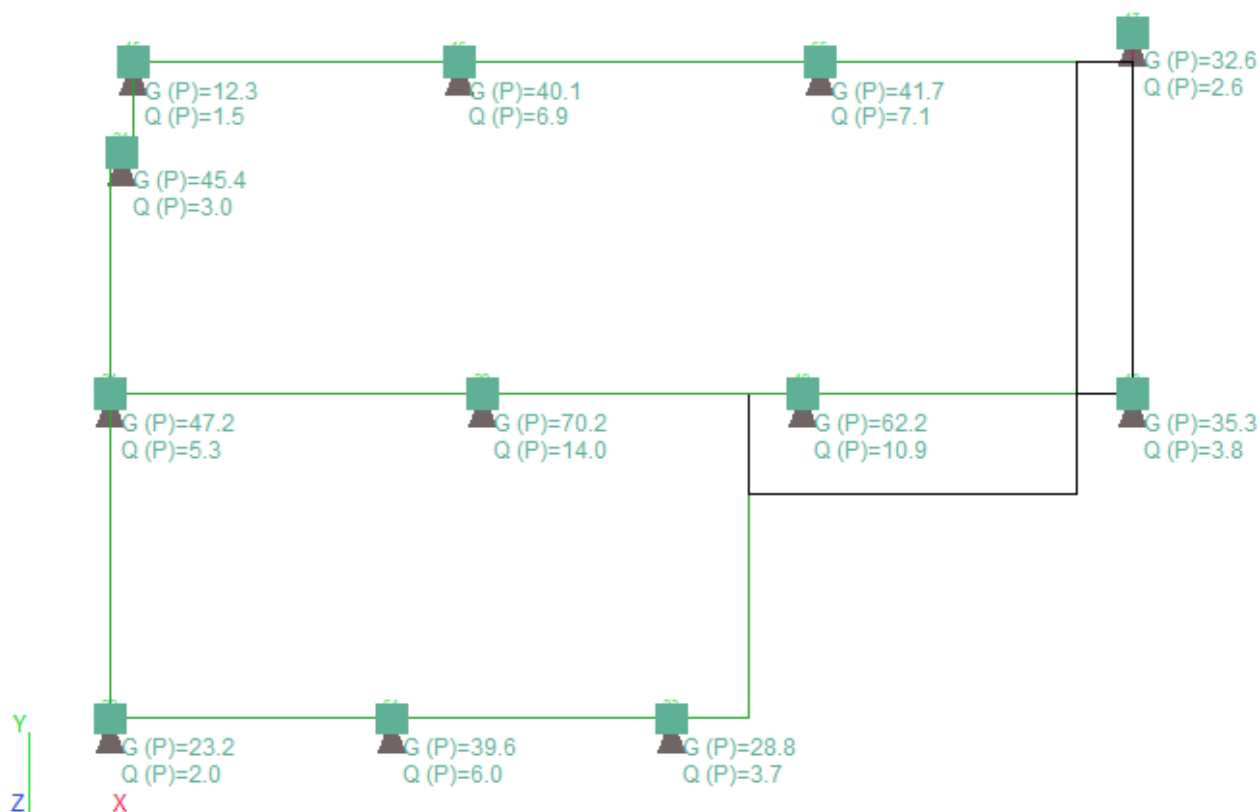 G (P)=32.6
Q (P)=2.6
G (P)=12.3
Q (P)=1.5
G (P)=40.1
Q (P)=6.9
G (P)=41.7
Q (P)=7.1
G (P)=45.4
Q (P)=3.0
G (P)=47.2
Q (P)=5.3
G (P)=70.2
Q (P)=14.0
G (P)=62.2
Q (P)=10.9
G (P)=35.3
Q (P)=3.8
G (P)=23.2
Q (P)=2.0
G (P)=39.6
Q (P)=6.0
G (P)=28.8
Q (P)=3.7
Y
Z
X